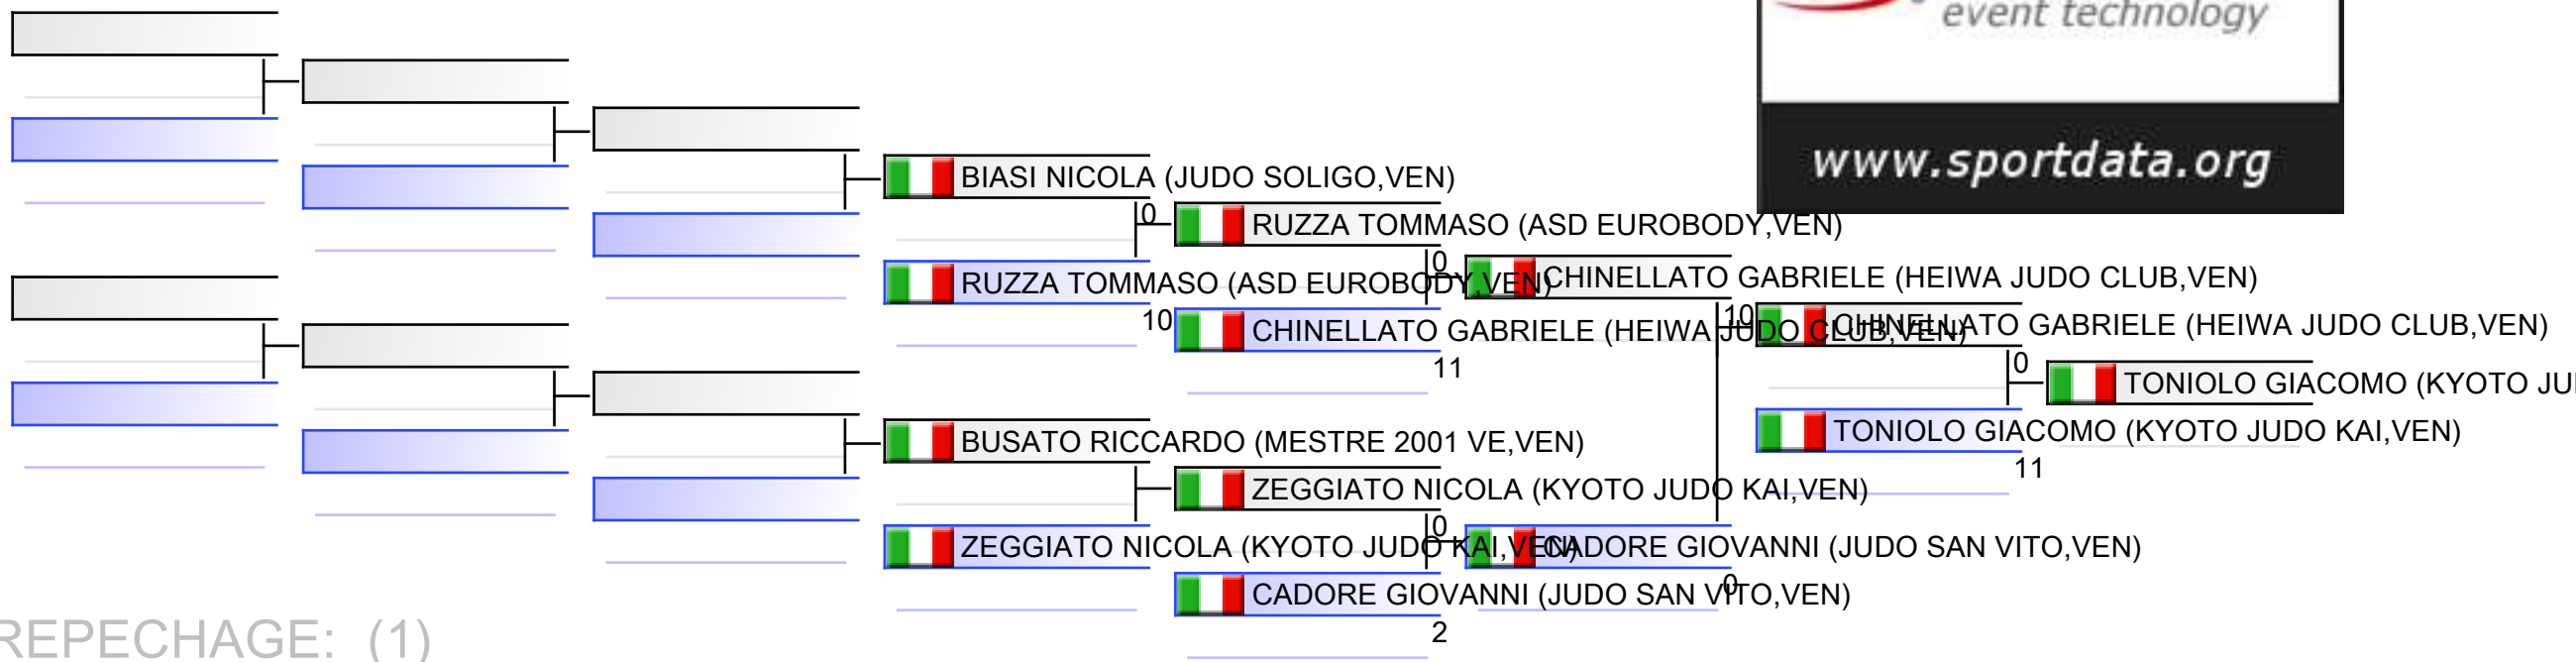 event technology
www.sportdata.org
BIASI NICOLA (JUDO SOLIGO,VEN)
0
RUZZA TOMMASO (ASD EUROBODY,VEN)
0
RUZZA TOMMASO (ASD EUROBODY,VEN)
CHINELLATO GABRIELE (HEIWA JUDO CLUB,VEN)
10
10
CHINELLATO GABRIELE (HEIWA JUDO CLUB,VEN)
CHINELLATO GABRIELE (HEIWA JUDO CLUB,VEN)
11
0
TONIOLO GIACOMO (KYOTO JU
BUSATO RICCARDO (MESTRE 2001 VE,VEN)
TONIOLO GIACOMO (KYOTO JUDO KAI,VEN)
11
ZEGGIATO NICOLA (KYOTO JUDO KAI,VEN)
0
ZEGGIATO NICOLA (KYOTO JUDO KAI,VEN)
CADORE GIOVANNI (JUDO SAN VITO,VEN)
0
CADORE GIOVANNI (JUDO SAN VITO,VEN)
2
REPECHAGE: (1)